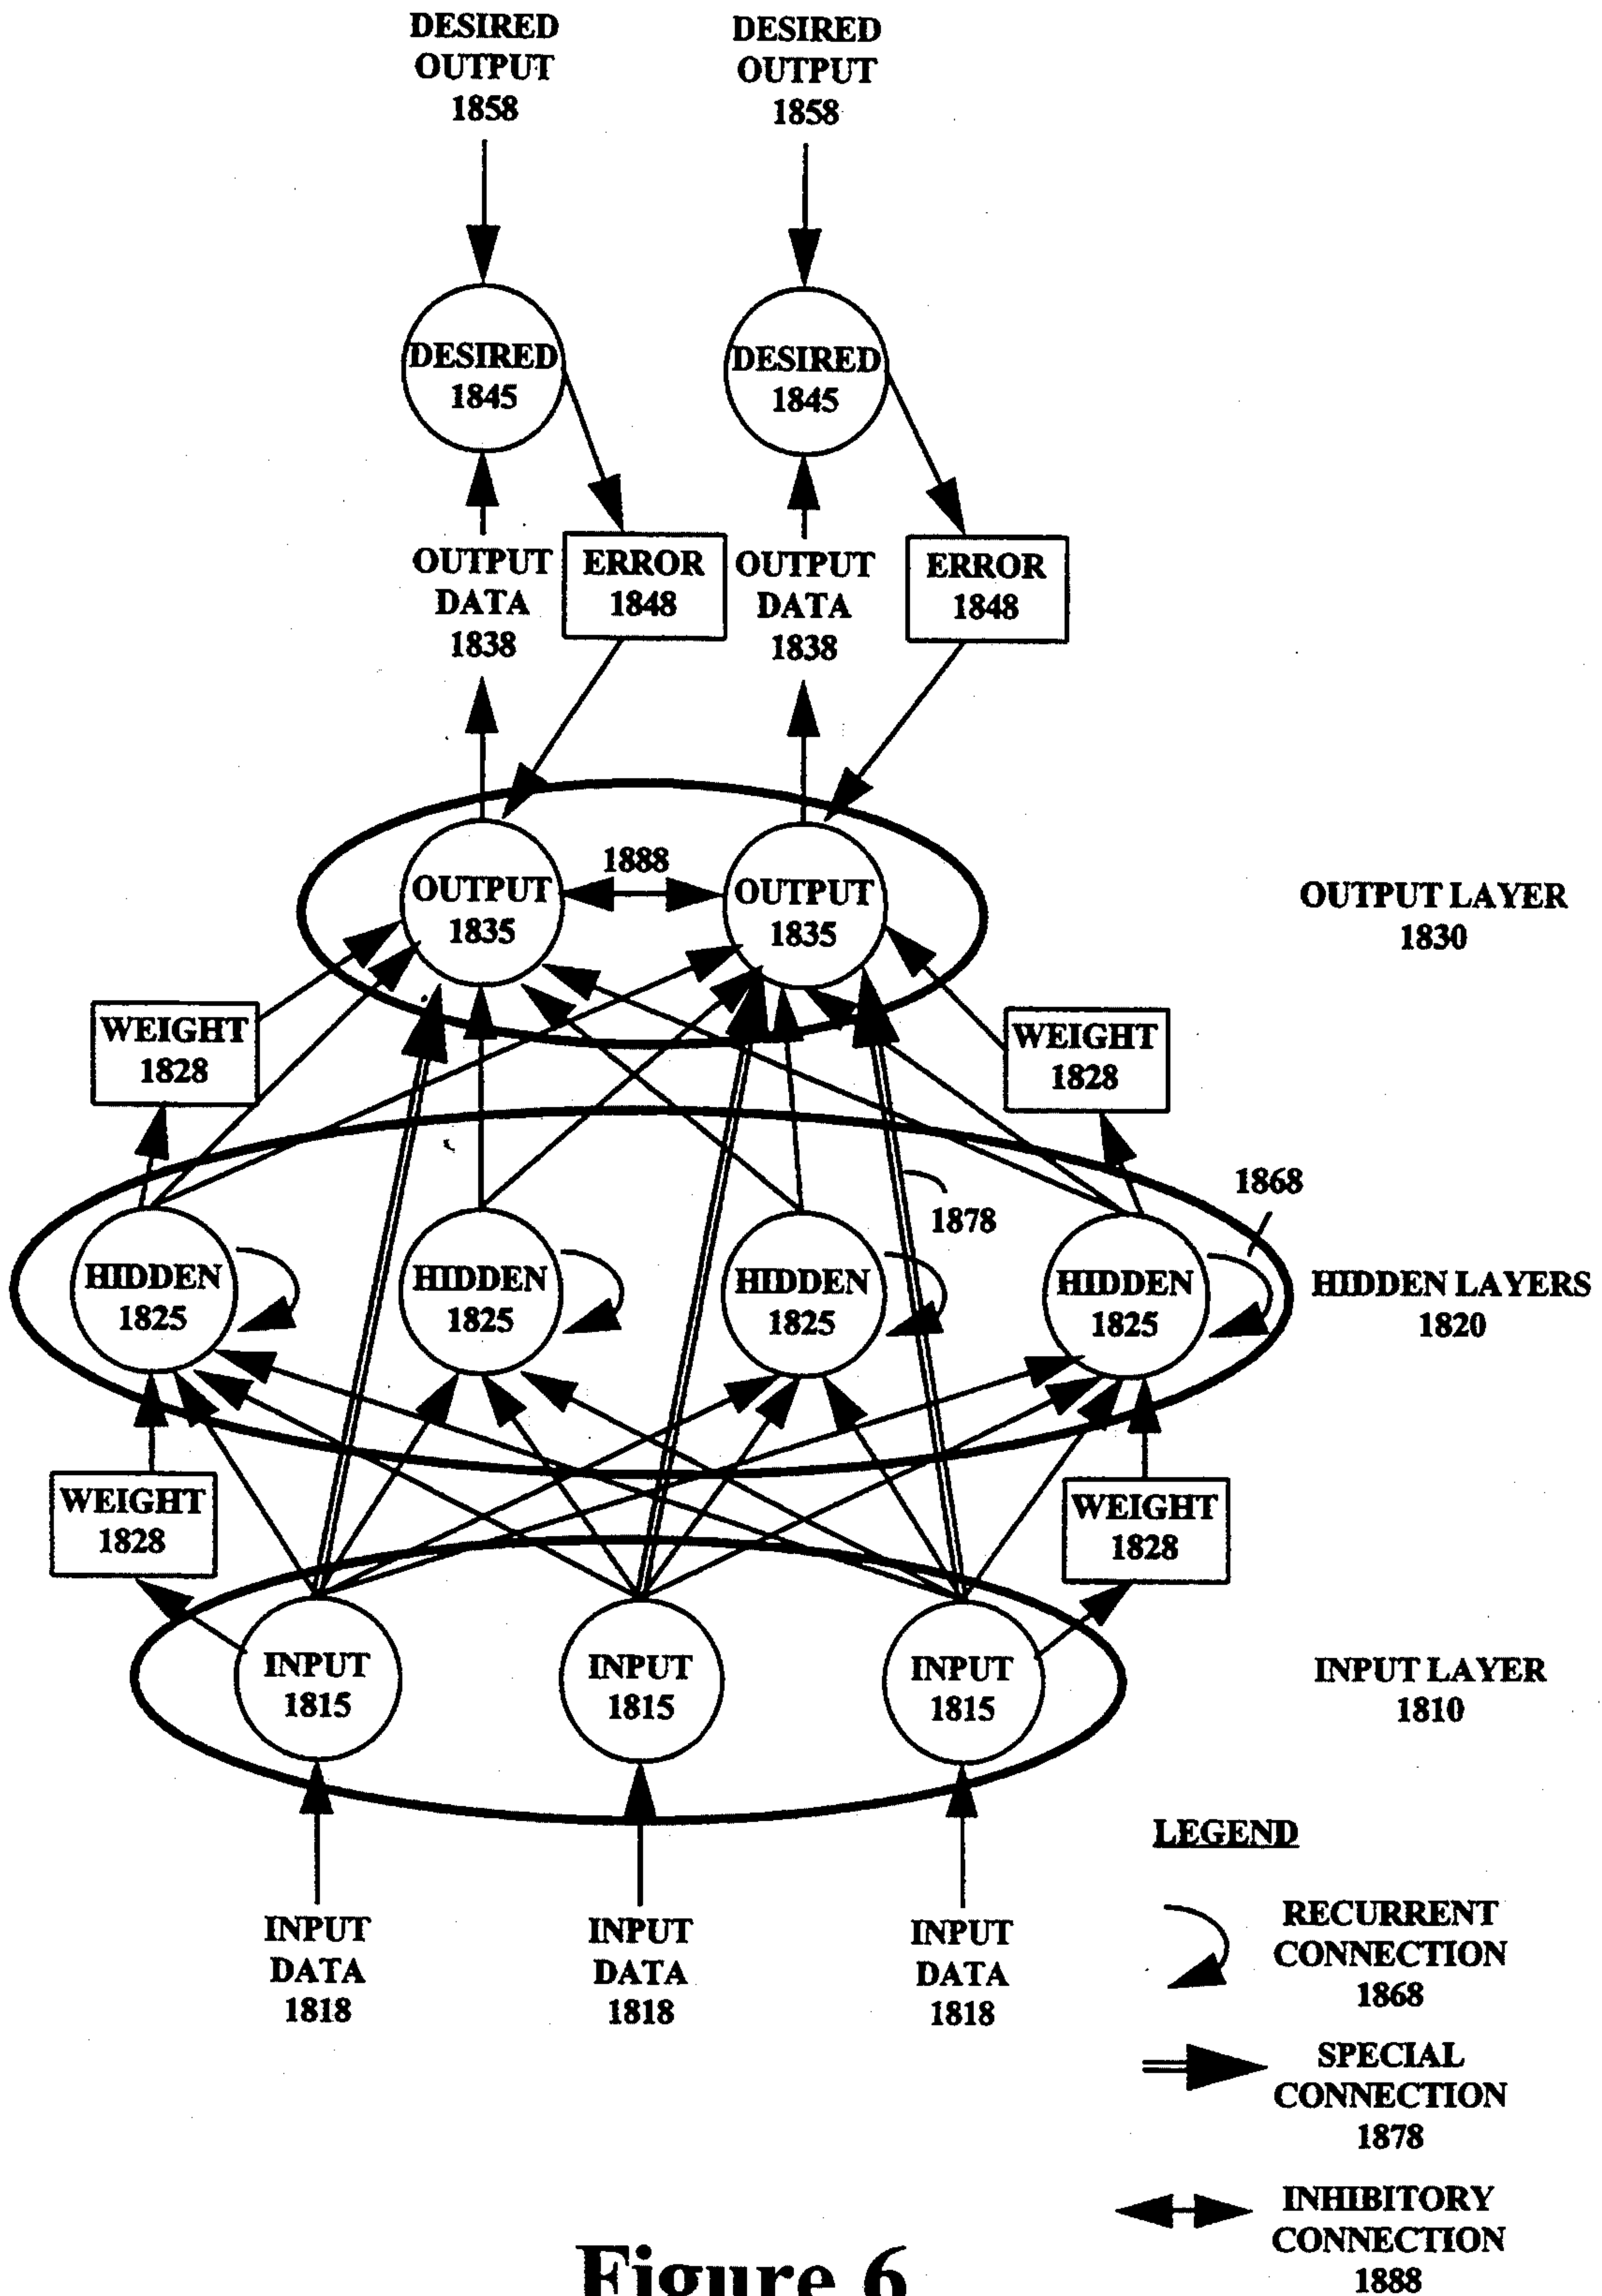 DESIRED
OUTPUT
1858
DESIRED
OUTPUT
1858
DESIRED
1845
DESIRED
1845
OUTPUT
DATA
1838
ERROR
1848
OUTPUT
DATA
1838
ERROR
1848
OUTPUT
1835
1888
OUTPUT
1835
OUTPUT LAYER
1830
WEIGHT
1828
WEIGHT
1828
1868
1878
HIDDEN
1825
HIDDEN
1825
HIDDEN
1825
HIDDEN
1825
HIDDEN LAYERS
1820
WEIGHT
1828
WEIGHT
1828
INPUT
1815
INPUT
1815
INPUT
1815
INPUT LAYER
1810
INPUT
DATA
1818
INPUT
DATA
1818
INPUT
DATA
1818
LEGEND
RECURRENT
CONNECTION
1868
SPECIAL
CONNECTION
1878
INHIBITORY
CONNECTION
1888
Figure 6